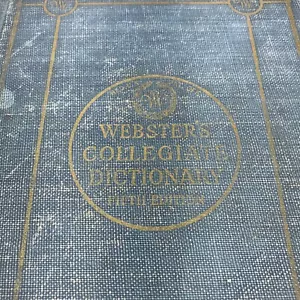 WEBSTER'S
COLLEGIATE
DICTIONARY
FIFTH EDITION